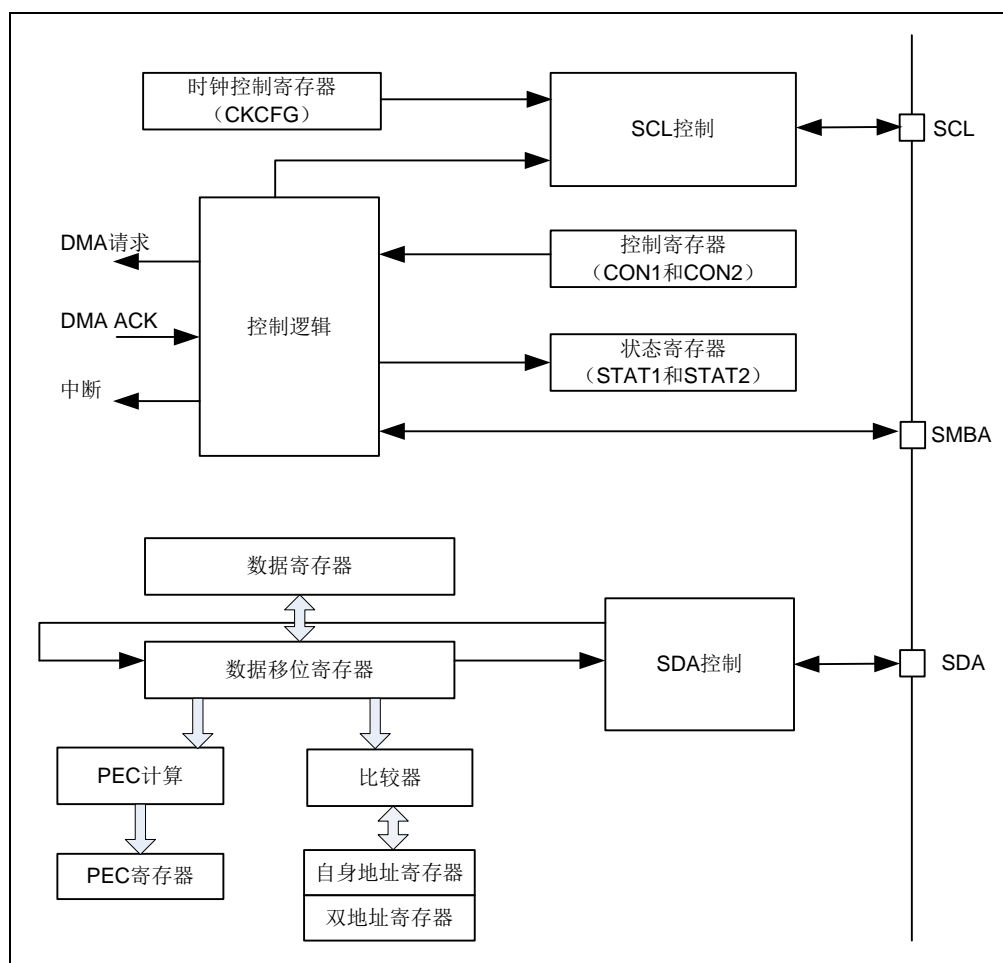 时钟控制寄存器
（CKCFG）
SCL控制
SCL
DMA请求
控制寄存器
（CON1和CON2）
DMA ACK
控制逻辑
状态寄存器
（STAT1和STAT2）
中断
SMBA
数据寄存器
数据移位寄存器
SDA控制
SDA
PEC计算
比较器
PEC寄存器
自身地址寄存器
双地址寄存器